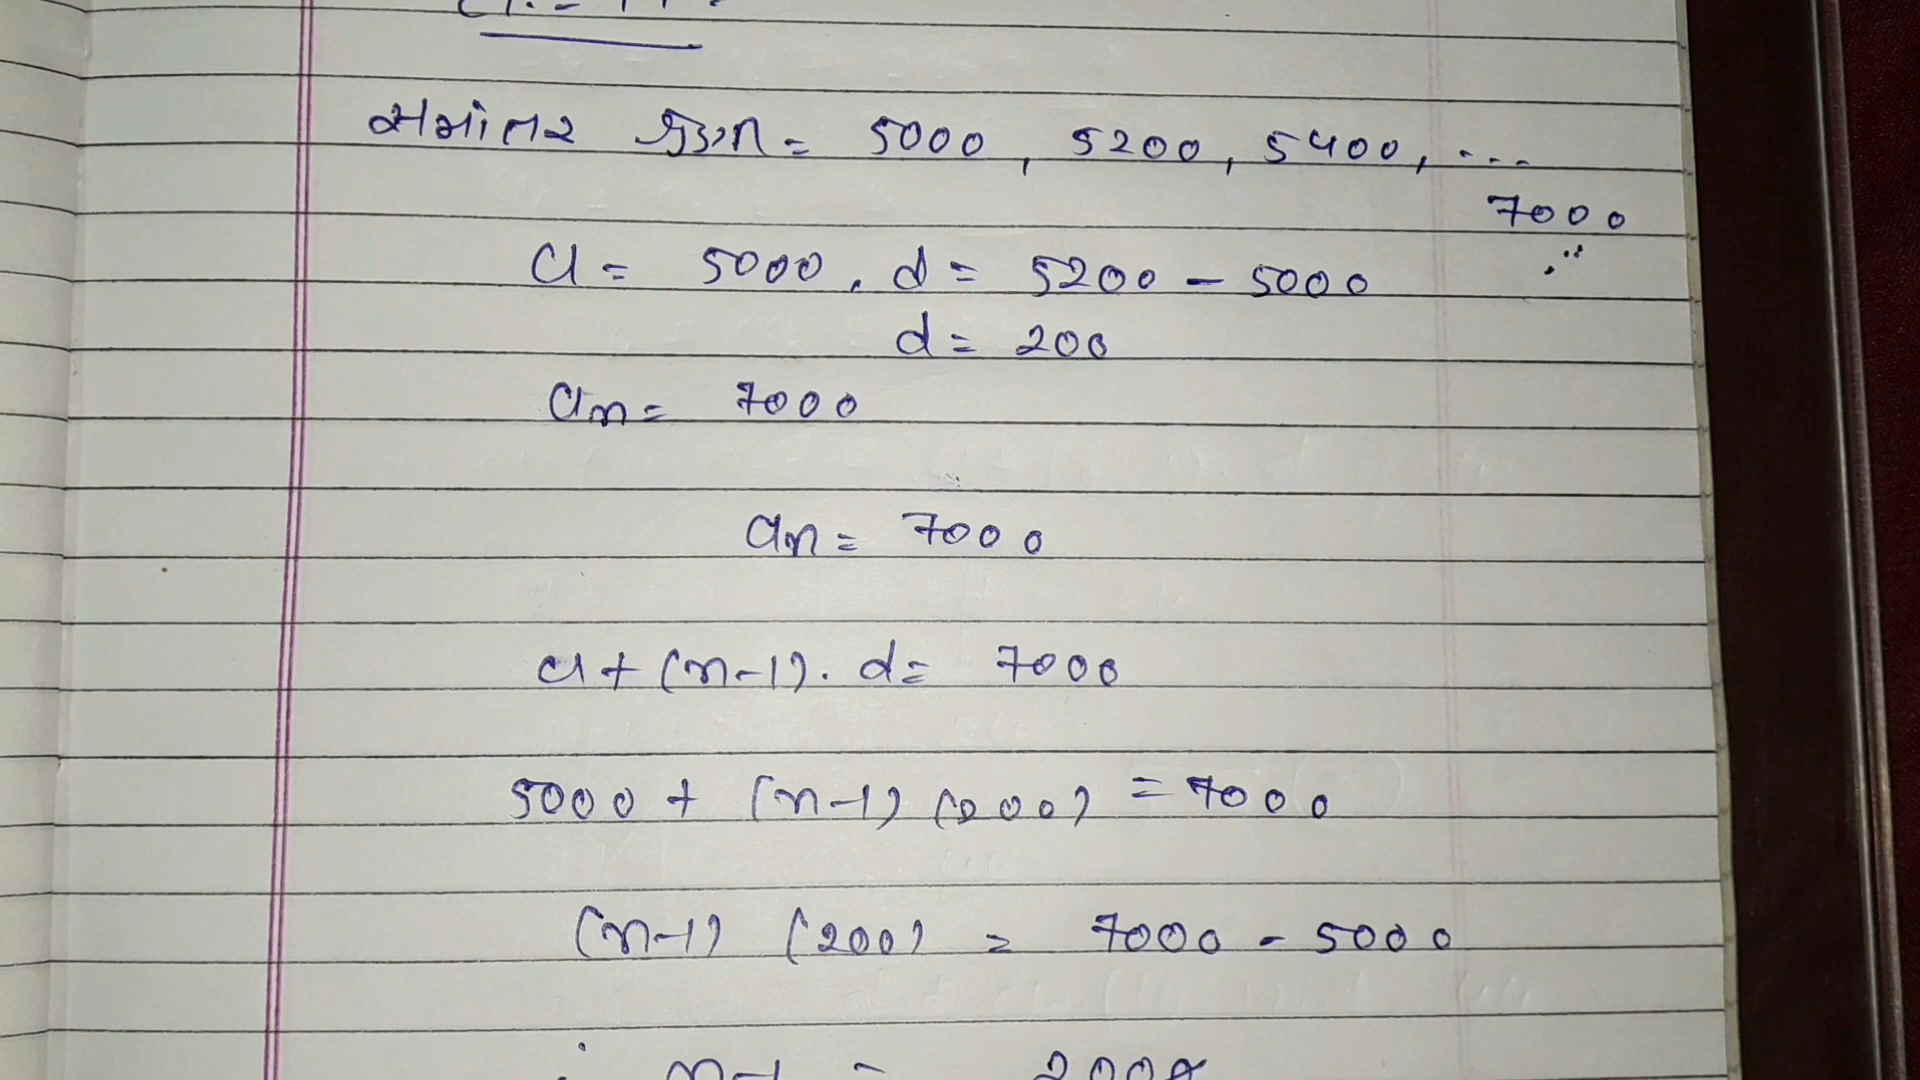 સમાંતર શ્રેણી = 5000, 5200, 5400, ...
7000
a = 5000, d = 5200 - 5000
d = 200
an = 7000
an = 7000
a + (n-1). d = 7000
5000 + (n-1) (200) = 7000
(n-1) (200) = 7000 - 5000